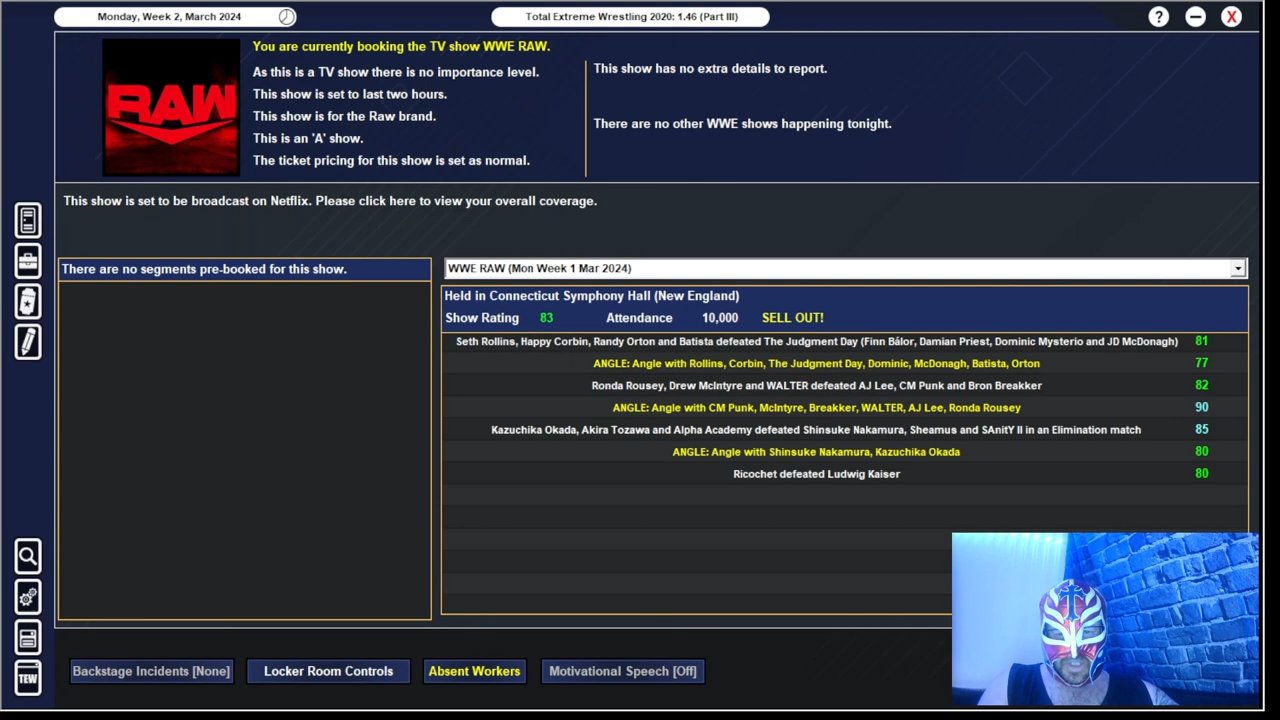 Monday, Week 2, March 2024
Total Extreme Wrestling 2020: 1.46 (Part III)
? X
RAW
You are currently booking the TV show WWE RAW.
As this is a TV show there is no importance level.
This show is set to last two hours.
This show is for the Raw brand.
This is an 'A' show.
The ticket pricing for this show is set as normal.
This show has no extra details to report.
There are no other WWE shows happening tonight.
This show is set to be broadcast on Netflix. Please click here to view your overall coverage.
There are no segments pre-booked for this show.
WWE RAW (Mon Week 1 Mar 2024)
Held in Connecticut Symphony Hall (New England)
Show Rating 83 Attendance 10,000 SELL OUT!
Seth Rollins, Happy Corbin, Randy Orton and Batista defeated The Judgment Day (Finn Bálor, Damian Priest, Dominic Mysterio and JD McDonagh) 81
ANGLE: Angle with Rollins, Corbin, The Judgment Day, Dominic, McDonagh, Batista, Orton 77
Ronda Rousey, Drew McIntyre and WALTER defeated AJ Lee, CM Punk and Bron Breakker 82
ANGLE: Angle with CM Punk, McIntyre, Breakker, WALTER, AJ Lee, Ronda Rousey 90
Kazuchika Okada, Akira Tozawa and Alpha Academy defeated Shinsuke Nakamura, Sheamus and SAnitY II in an Elimination match 85
ANGLE: Angle with Shinsuke Nakamura, Kazuchika Okada 80
Ricochet defeated Ludwig Kaiser 80
Backstage Incidents [None]
Locker Room Controls
Absent Workers
Motivational Speech [Off]
TEW